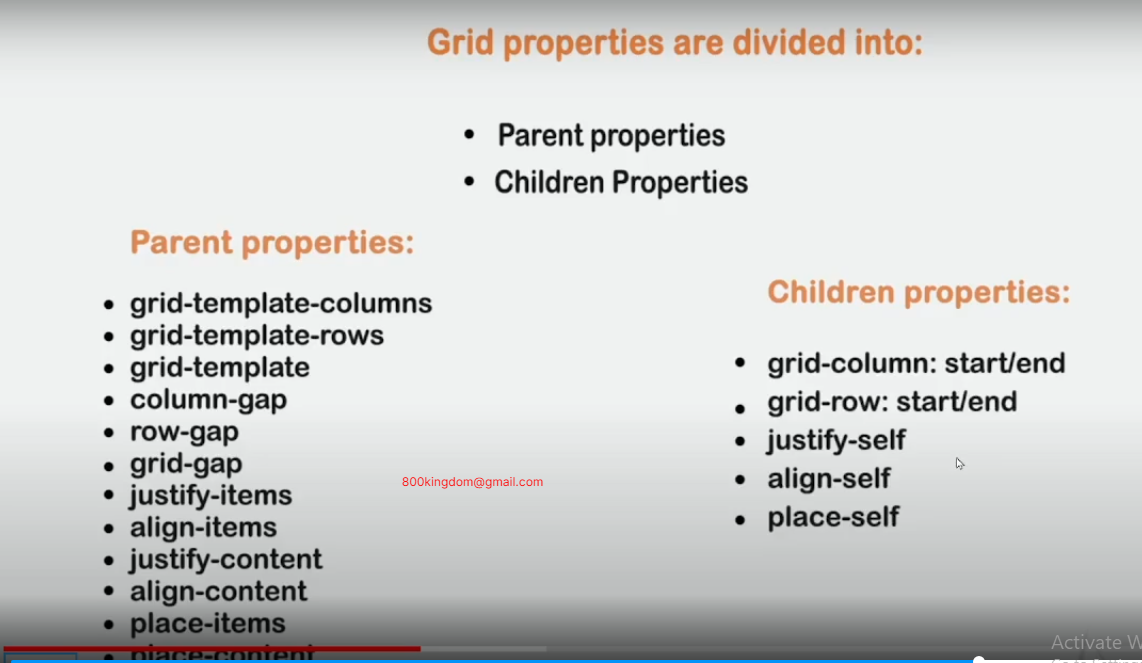 Grid properties are divided into:
• Parent properties
• Children Properties
Parent properties:
• grid-template-columns
• grid-template-rows
• grid-template
• column-gap
• row-gap
• grid-gap
• justify-items
• align-items
• justify-content
• align-content
• place-items
• place-content
800kingdom@gmail.com
Children properties:
• grid-column: start/end
• grid-row: start/end
• justify-self
• align-self
• place-self
Activate W